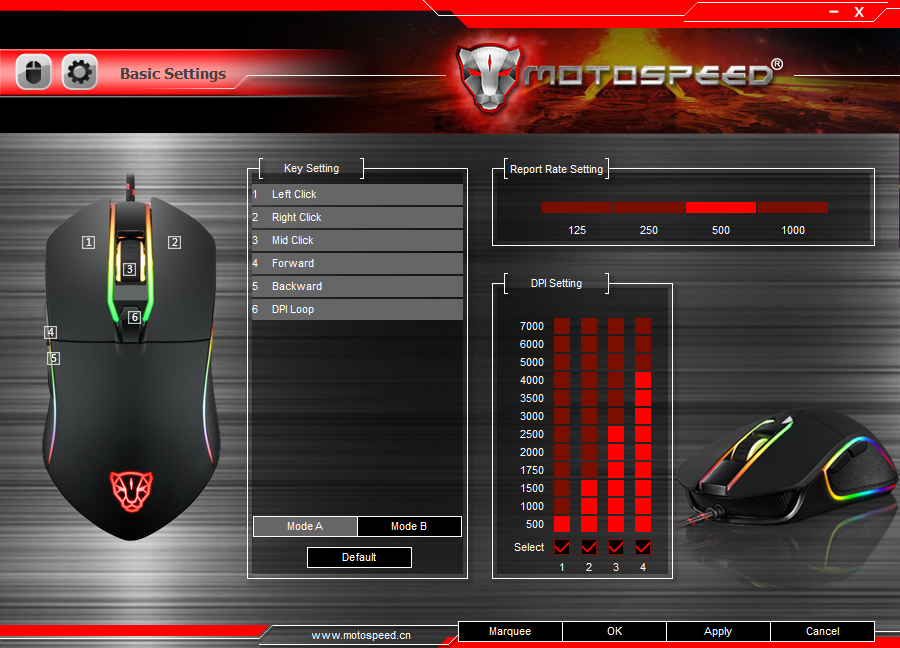 – X
Basic Settings
MOTOSPEED®
Key Setting
1 Left Click
2 Right Click
3 Mid Click
4 Forward
5 Backward
6 DPI Loop
Mode A Mode B
Default
1 2
3
6
4
5
Report Rate Setting
125 250 500 1000
DPI Setting
7000
6000
5000
4000
3500
3000
2500
2000
1750
1500
1000
500
Select
1 2 3 4
www.motospeed.cn
Marquee OK Apply Cancel